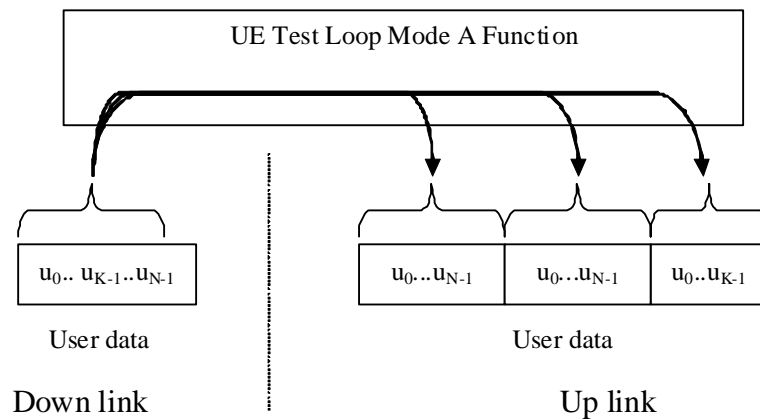 UE Test Loop Mode A Function
u0.. uK-1..uN-1
u0...uN-1
u0...uN-1
u0..uK-1
User data
User data
Down link
Up link